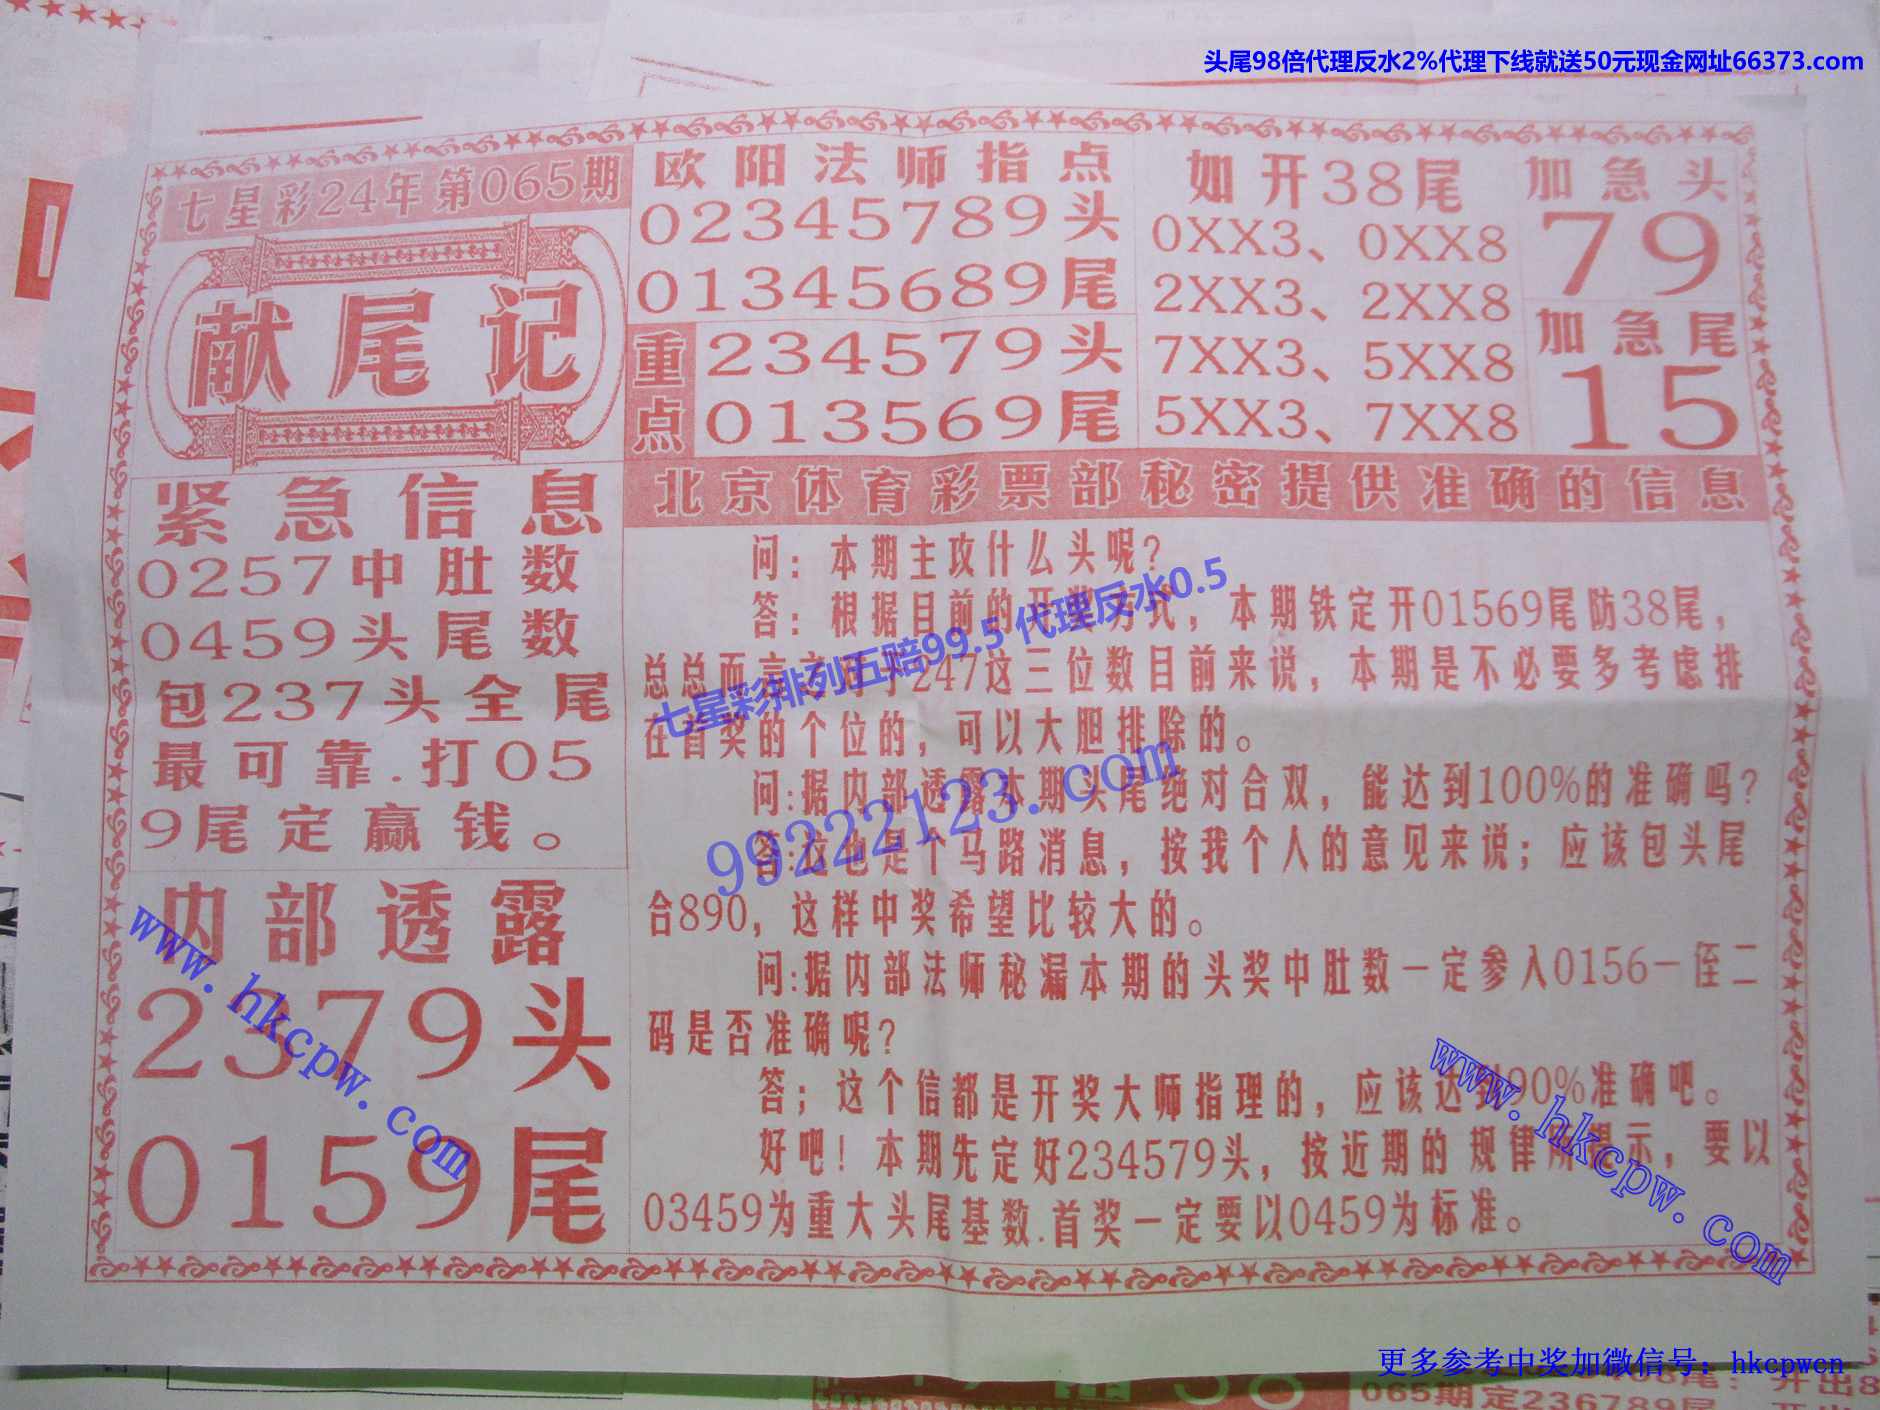 头尾98倍代理反水2%代理下线就送50元现金网址66373.com
七星彩24年第065期
献尾记
欧阳法师指点
02345789头
01345689尾
重点
234579头
013569尾
如开38尾
0XX3、0XX8
2XX3、2XX8
7XX3、5XX8
5XX3、7XX8
加急头
79
加急尾
15
紧急信息
0257中肚数
0459头尾数
包237头全尾
最可靠.打05
9尾定赢钱。
内部透露
2379头
0159尾
北京体育彩票部秘密提供准确的信息
问：本期主攻什么头呢？
答：根据目前的开奖方式，本期铁定开01569尾防38尾，
总总而言之对于247这三位数目前来说，本期是不必要多考虑排
在首奖的个位的，可以大胆排除的。
问:据内部透露本期头尾绝对合双，能达到100%的准确吗？
答:这也是个马路消息，按我个人的意见来说；应该包头尾
合890，这样中奖希望比较大的。
问:据内部法师秘漏本期的头奖中肚数一定参入0156一侄二
码是否准确呢？
答；这个信都是开奖大师指理的，应该达到90%准确吧。
好吧！本期先定好234579头，按近期的规律所提示，要以
03459为重大头尾基数.首奖一定要以0459为标准。
七星彩排列五赔99.5 代理反水0.5
99222123.com
www.hkcpw.com
www.hkcpw.com
更多参考中奖加微信号：hkcpwcn
065期定236789尾